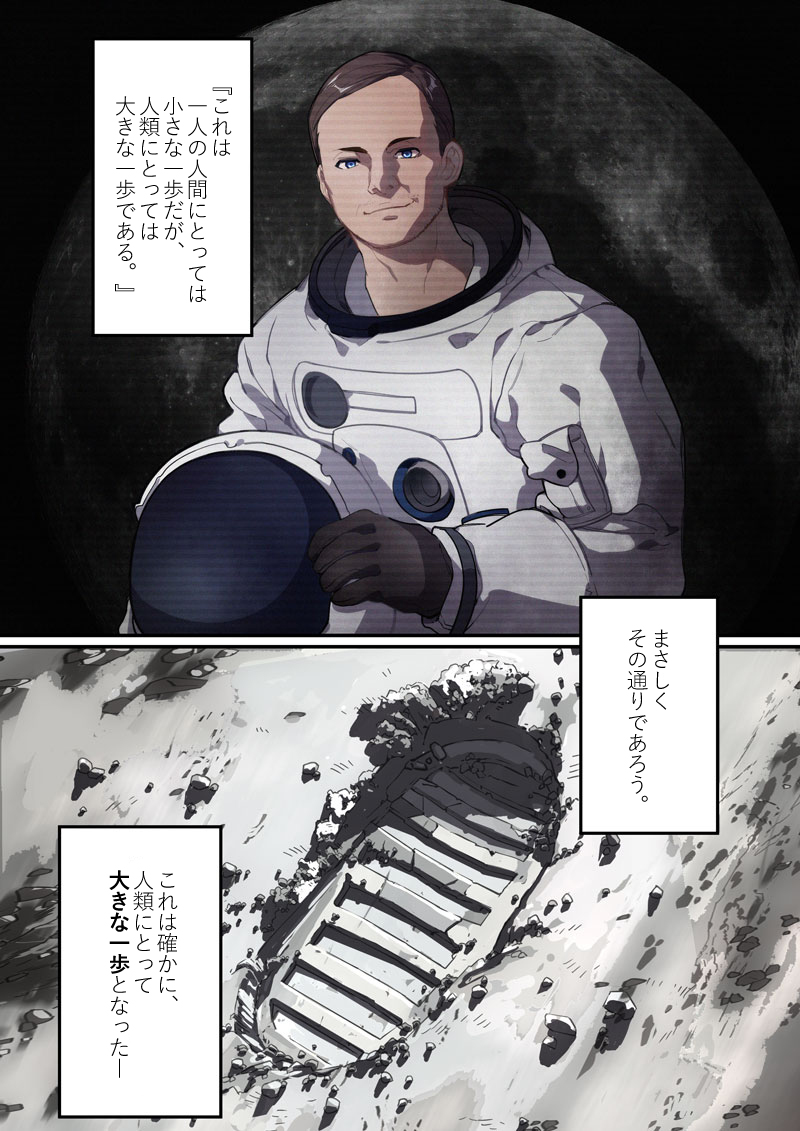 『これは
一人の人間にとっては
小さな一歩だが、
人類にとっては
大きな一歩である。』
まさしく
その通りであろう。
これは確かに、
人類にとって
大きな一歩となった―